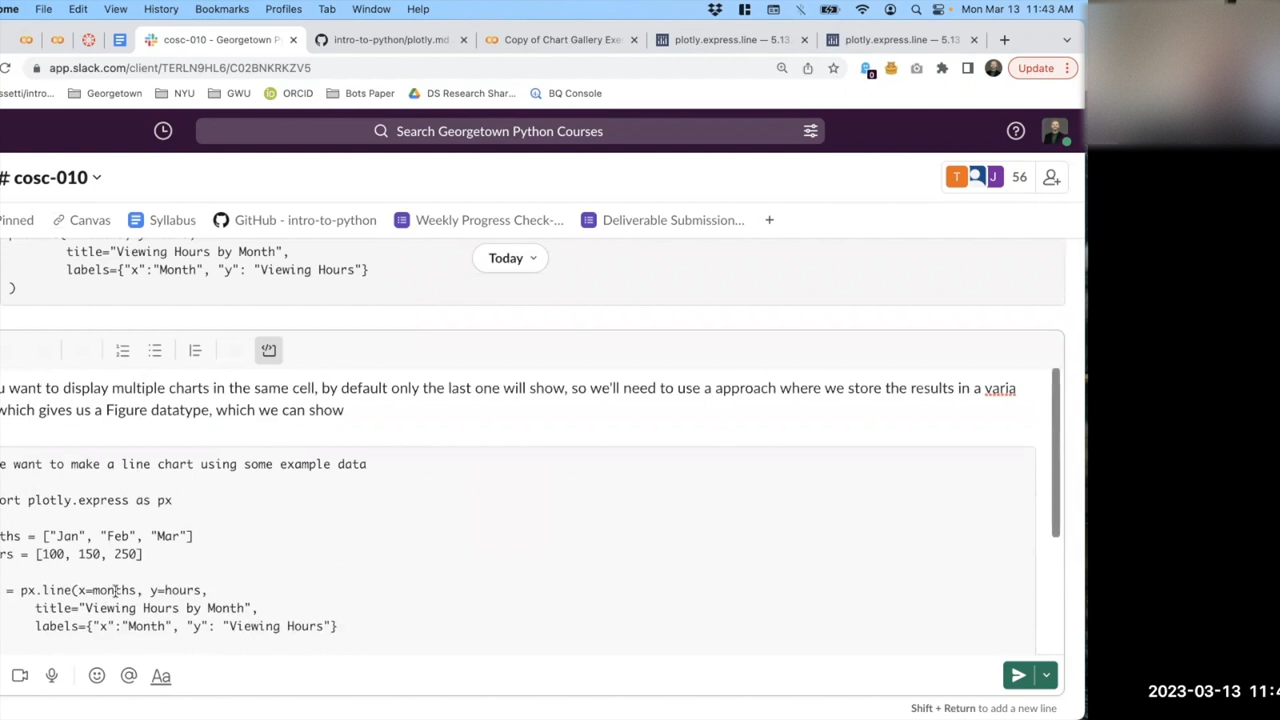 ome File Edit View History Bookmarks Profiles Tab Window Help Mon Mar 13 11:43 AM
cosc-010 - Georgetown P intro-to-python/plotly.md Copy of Chart Gallery Exe plotly.express.line — 5.13. plotly.express.line — 5.13
app.slack.com/client/TERLN9HL6/C02BNKRKZV5 0 Update
ssetti/intro... Georgetown NYU GWU ORCID Bots Paper DS Research Shar... BQ Console
Search Georgetown Python Courses
# cosc-010 T J 56
Pinned Canvas Syllabus GitHub - intro-to-python Weekly Progress Check-... Deliverable Submission...
title="Viewing Hours by Month",
Today
labels={"x":"Month", "y": "Viewing Hours"}
)
u want to display multiple charts in the same cell, by default only the last one will show, so we'll need to use a approach where we store the results in a varia
which gives us a Figure datatype, which we can show
e want to make a line chart using some example data
ort plotly.express as px
ths = ["Jan", "Feb", "Mar"]
rs = [100, 150, 250]
= px.line(x=months, y=hours,
title="Viewing Hours by Month",
labels={"x":"Month", "y": "Viewing Hours"}
Aa
Shift + Return to add a new line
2023-03-13 11:4